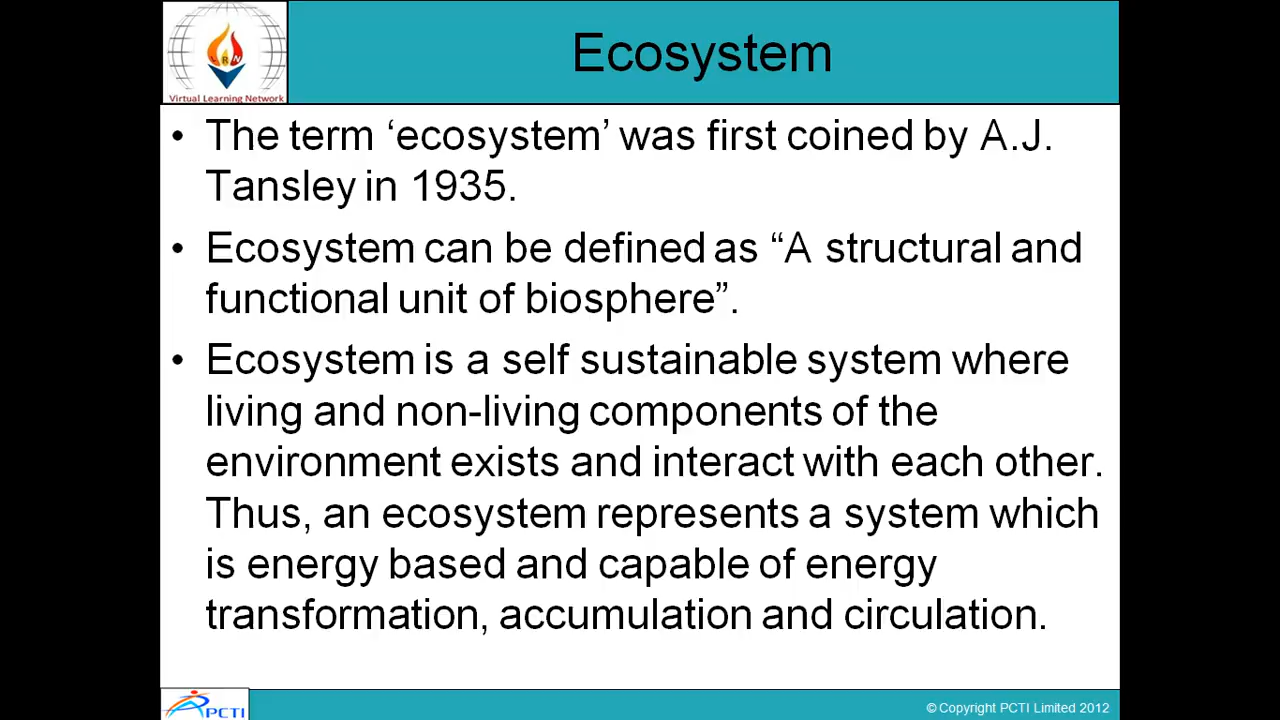 Ecosystem
LRN
Virtual Learning Network
• The term ‘ecosystem’ was first coined by A.J.
Tansley in 1935.
• Ecosystem can be defined as “A structural and
functional unit of biosphere”.
• Ecosystem is a self sustainable system where
living and non-living components of the
environment exists and interact with each other.
Thus, an ecosystem represents a system which
is energy based and capable of energy
transformation, accumulation and circulation.
PCTI
© Copyright PCTI Limited 2012